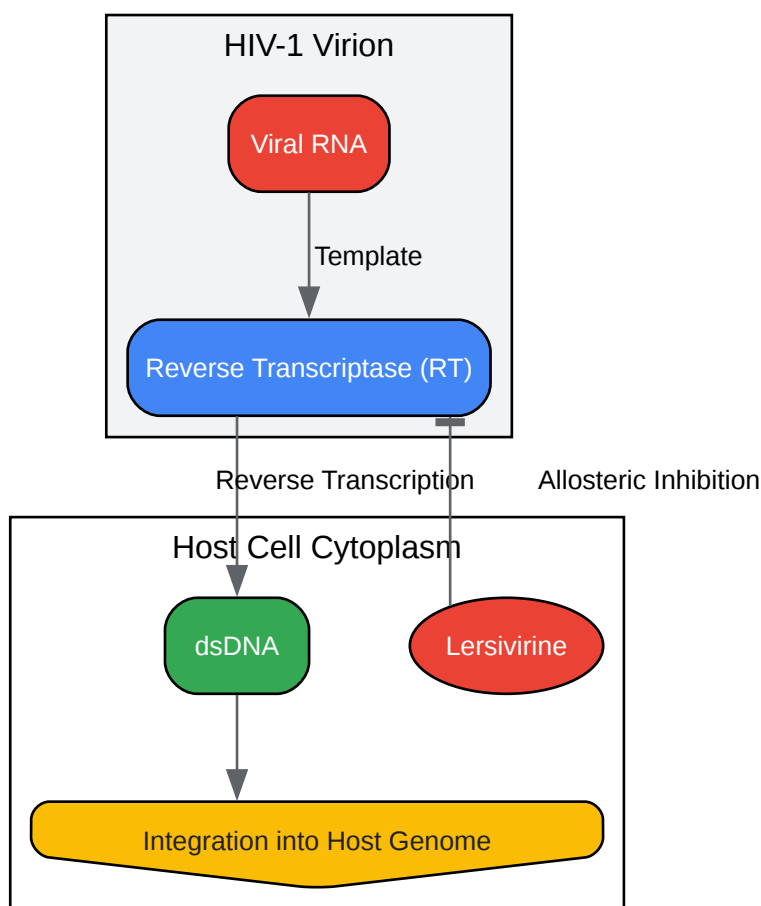 HIV-1 Virion
Viral RNA
Template
Reverse Transcriptase (RT)
Reverse Transcription
Allosteric Inhibition
Host Cell Cytoplasm
dsDNA
Lersivirine
Integration into Host Genome